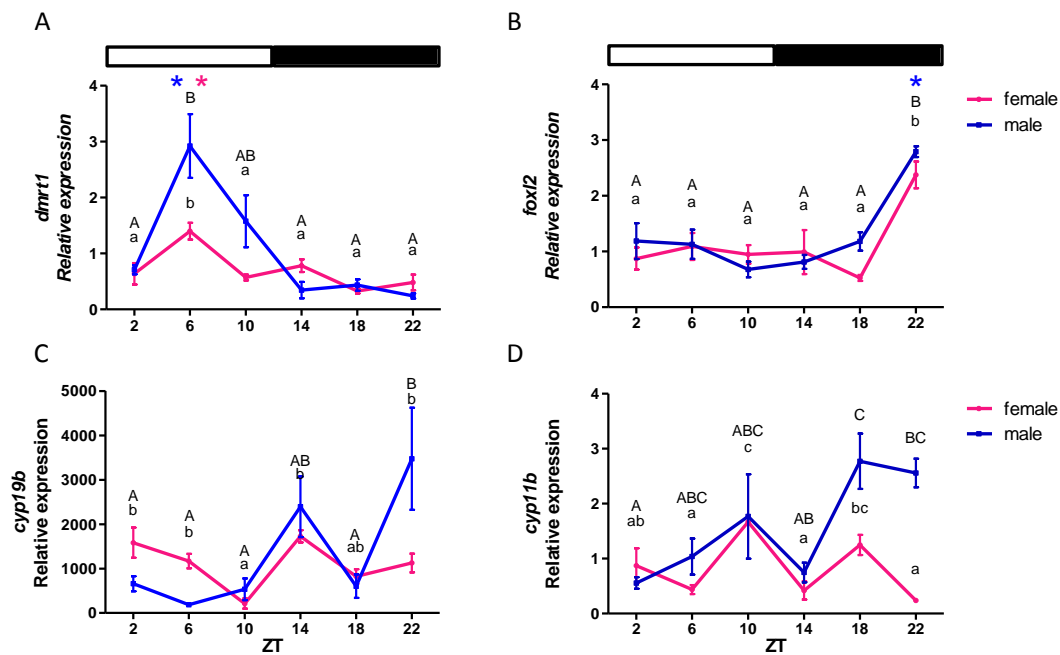 A
* *
4
3
2
1
0
dmrt1
Relative expression
A
a
B
b
AB
a
A
a
A
a
A
a
2 6 10 14 18 22
B
*
4
3
2
1
0
foxl2
Relative expression
A
a
A
a
A
a
A
a
A
a
B
b
2 6 10 14 18 22
female
male
C
5000
4000
3000
2000
1000
0
cyp19b
Relative expression
A
b
A
b
A
a
AB
b
A
ab
B
b
2 6 10 14 18 22
ZT
D
4
3
2
1
0
cyp11b
Relative expression
A
ab
ABC
a
ABC
c
AB
a
C
bc
BC
a
2 6 10 14 18 22
ZT
female
male